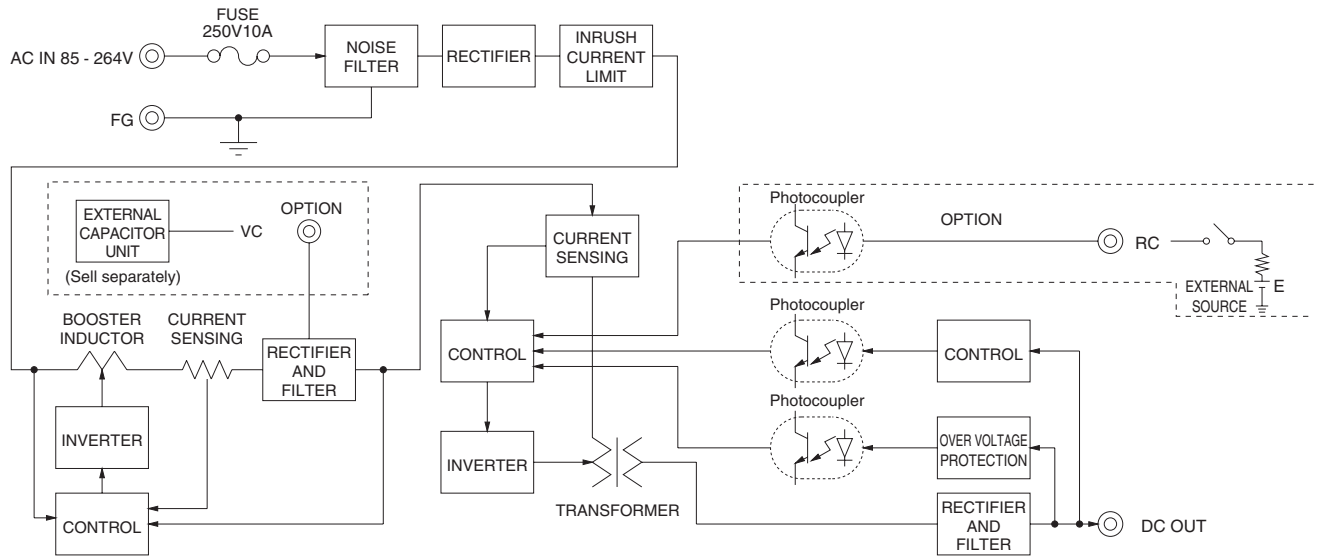 FUSE
250V10A
AC IN 85 - 264V
NOISE
FILTER
RECTIFIER
INRUSH
CURRENT
LIMIT
FG
EXTERNAL
CAPACITOR
UNIT
(Sell separately)
VC
OPTION
CURRENT
SENSING
Photocoupler
OPTION
RC
EXTERNAL
SOURCE
E
BOOSTER
INDUCTOR
CURRENT
SENSING
RECTIFIER
AND
FILTER
CONTROL
Photocoupler
CONTROL
INVERTER
CONTROL
INVERTER
TRANSFORMER
Photocoupler
OVER VOLTAGE
PROTECTION
RECTIFIER
AND
FILTER
DC OUT